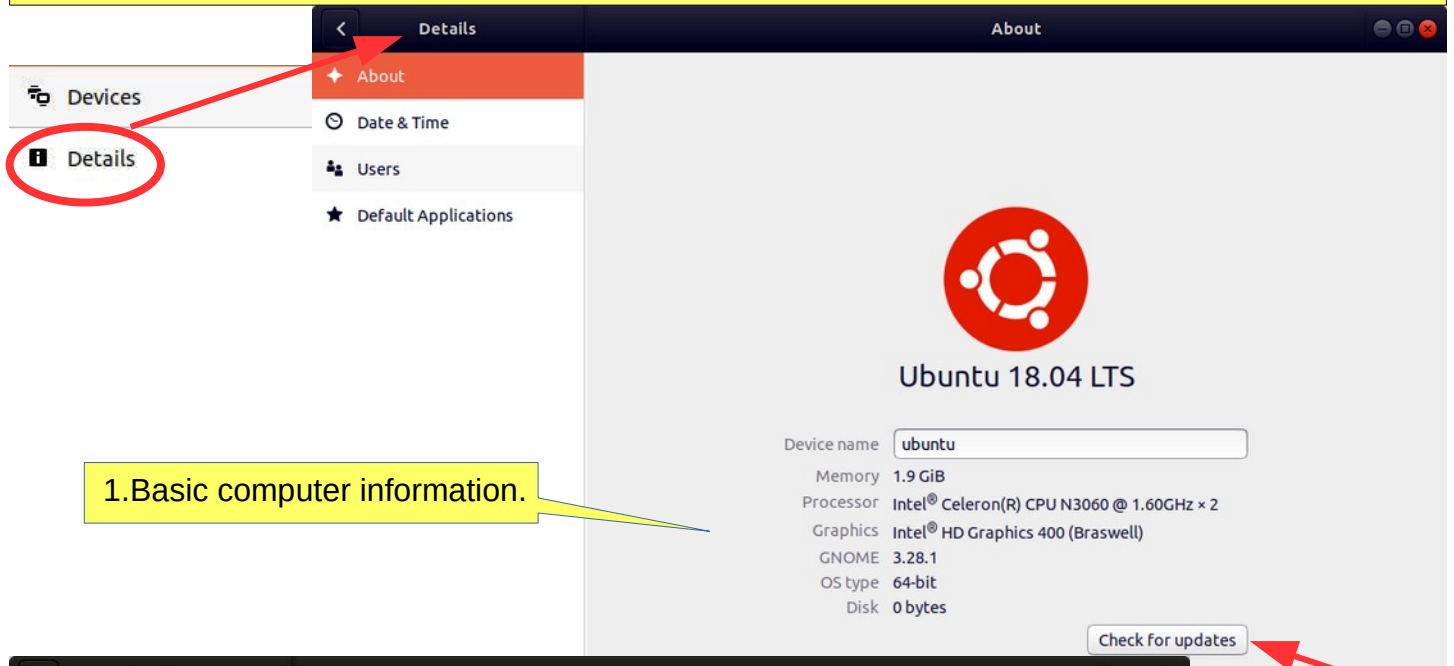 Details
About
Devices
Details
About
Date & Time
Users
Default Applications
Ubuntu 18.04 LTS
1.Basic computer information.
Device name ubuntu
Memory 1.9 GiB
Processor Intel® Celeron(R) CPU N3060 @ 1.60GHz × 2
Graphics Intel® HD Graphics 400 (Braswell)
GNOME 3.28.1
OS type 64-bit
Disk 0 bytes
Check for updates